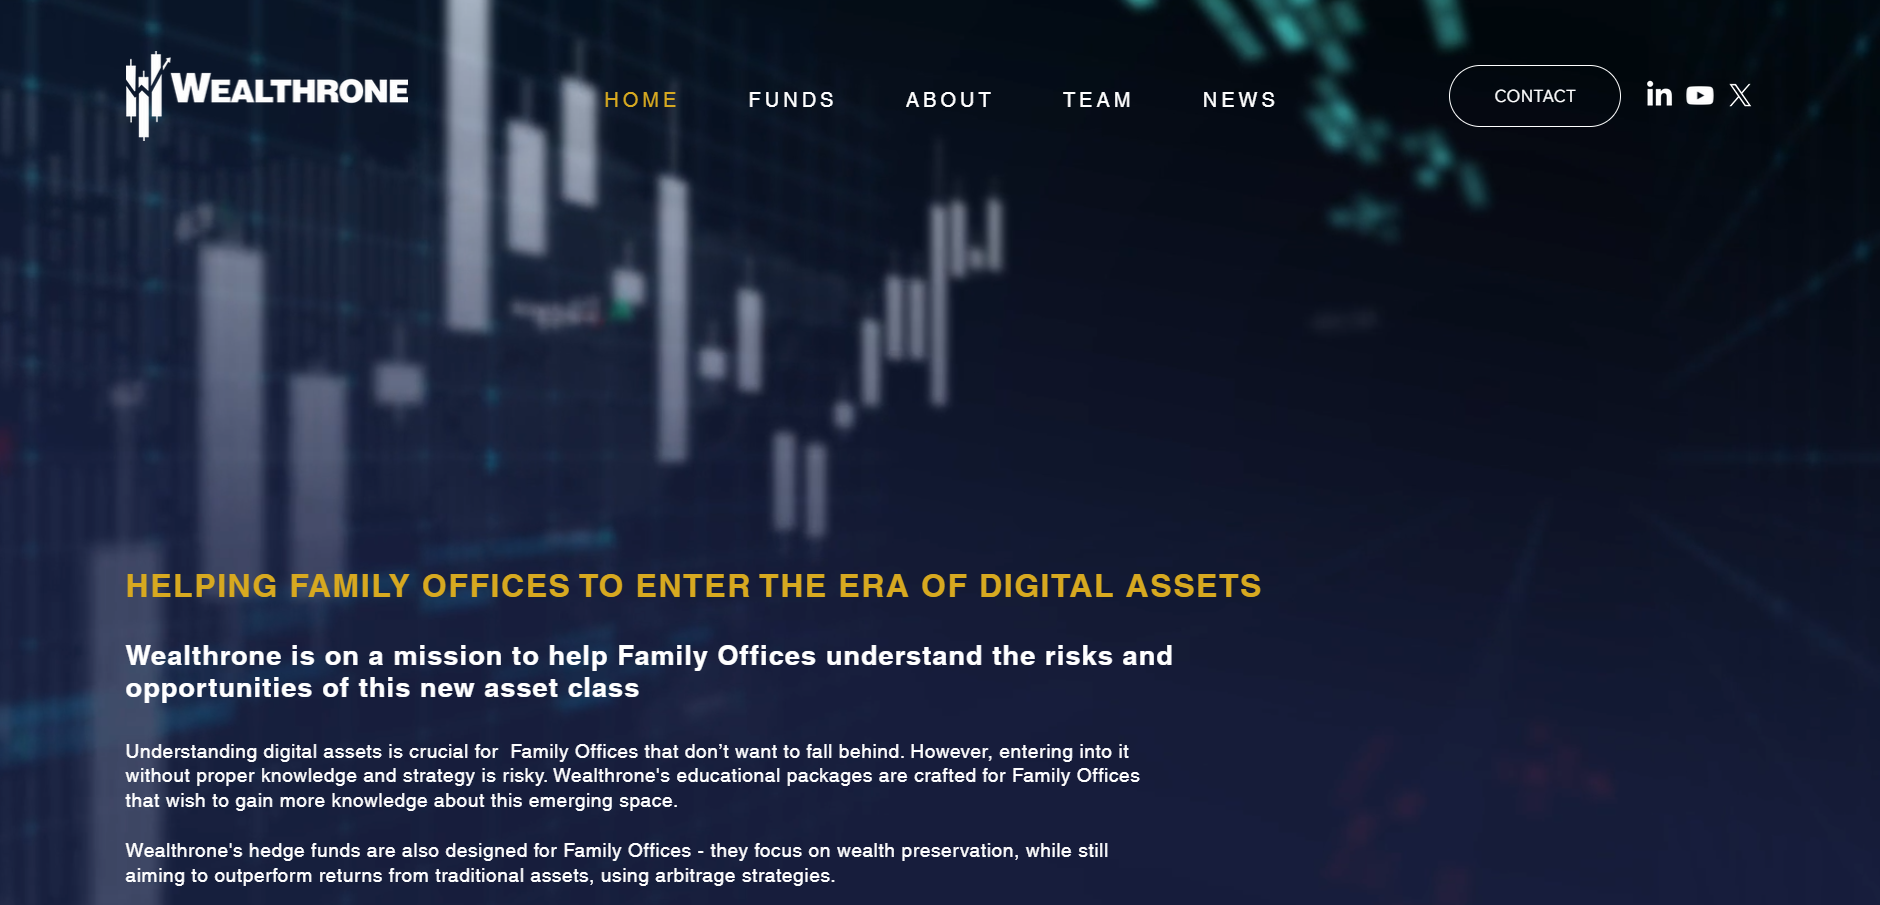 WEALTHRONE
HOME FUNDS ABOUT TEAM NEWS
CONTACT
HELPING FAMILY OFFICES TO ENTER THE ERA OF DIGITAL ASSETS
Wealthrone is on a mission to help Family Offices understand the risks and
opportunities of this new asset class
Understanding digital assets is crucial for  Family Offices that don’t want to fall behind. However, entering into it
without proper knowledge and strategy is risky. Wealthrone's educational packages are crafted for Family Offices
that wish to gain more knowledge about this emerging space.
Wealthrone's hedge funds are also designed for Family Offices - they focus on wealth preservation, while still
aiming to outperform returns from traditional assets, using arbitrage strategies.